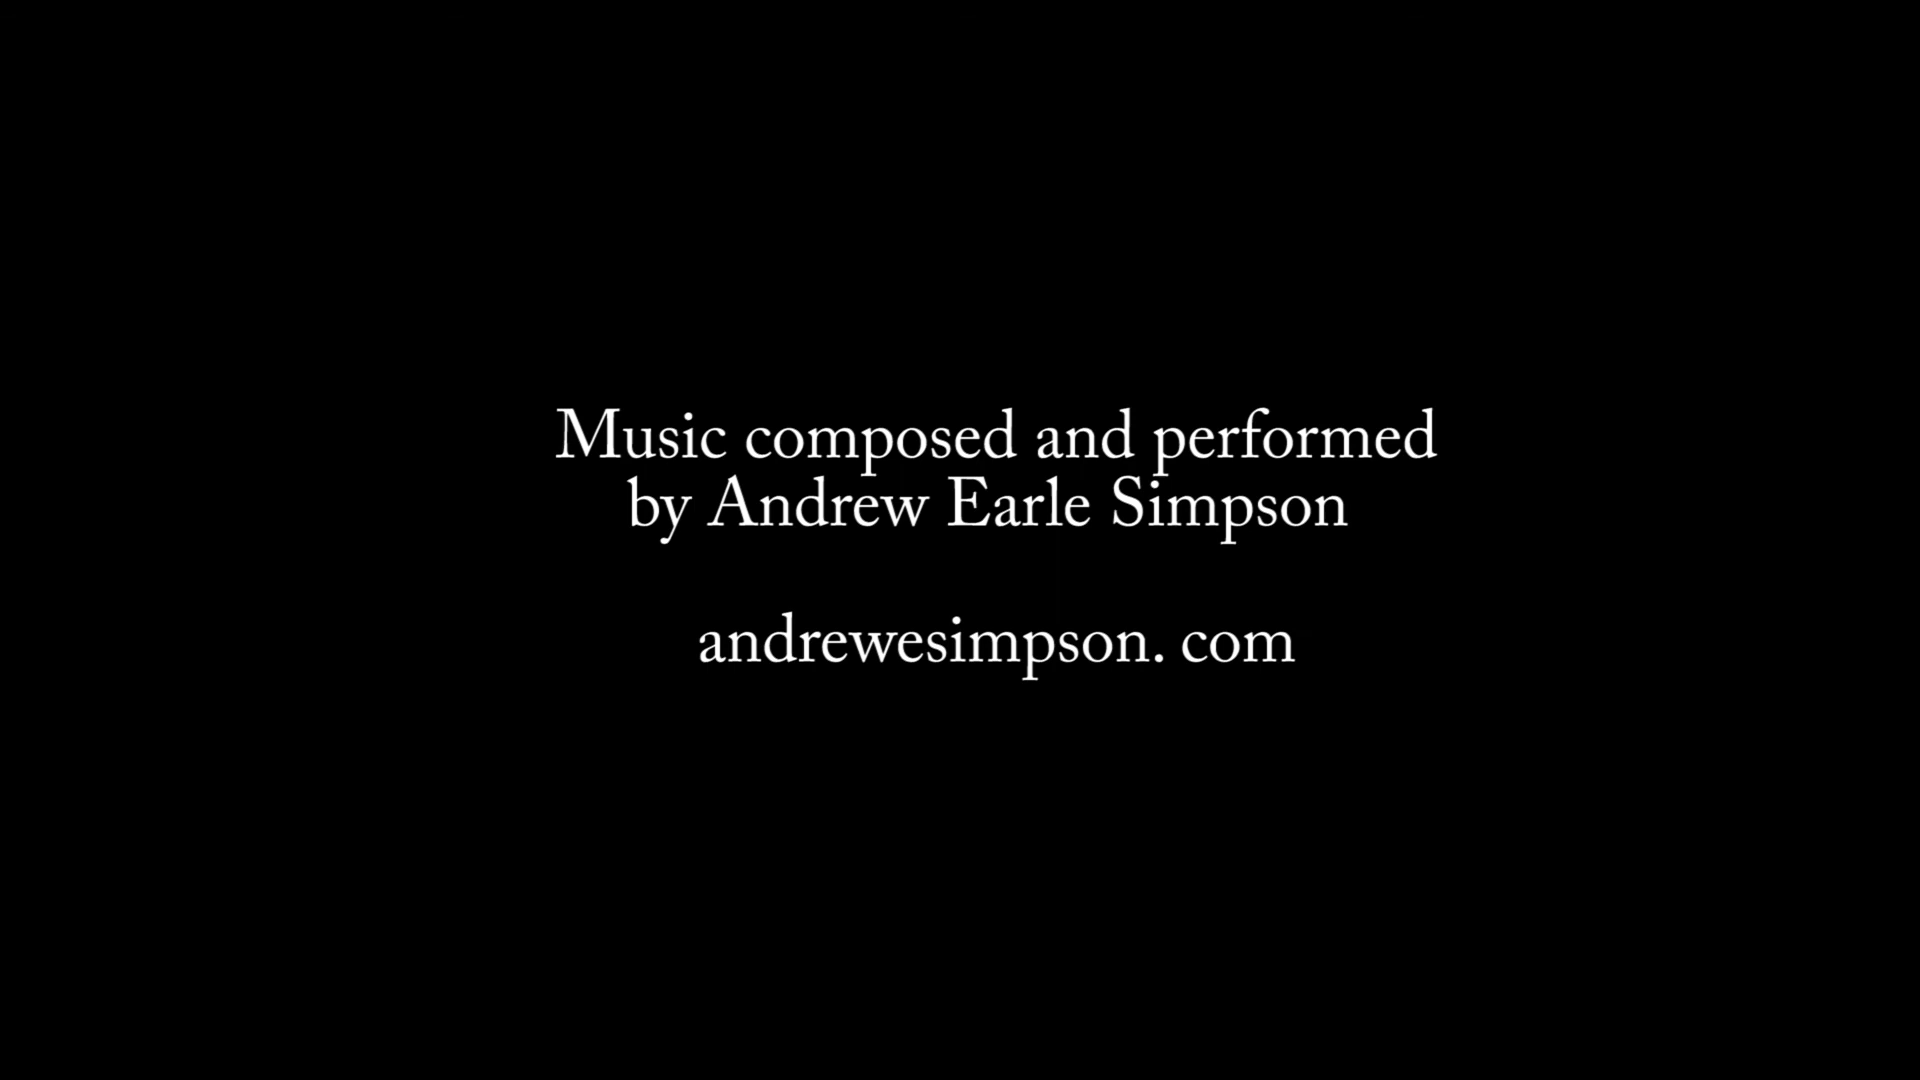 Music composed and performed
by Andrew Earle Simpson
andrewesimpson. com